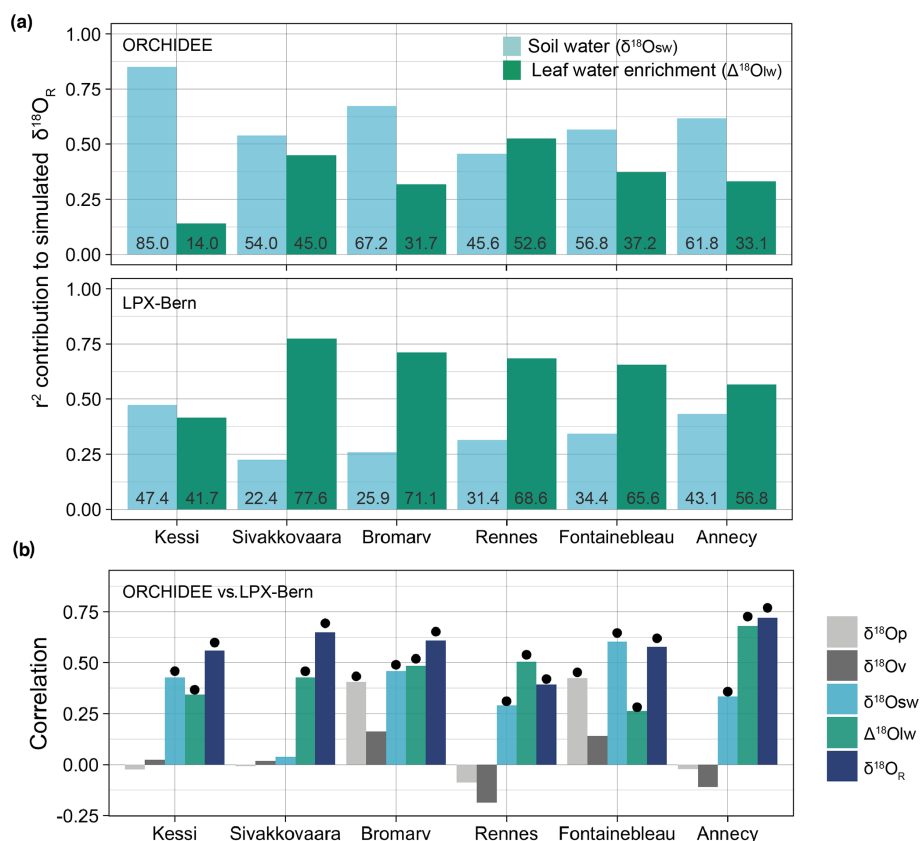 (a)
ORCHIDEE
Soil water (δ¹⁸Osw)
Leaf water enrichment (Δ¹⁸Olw)
r² contribution to simulated δ¹⁸O_R
1.00
0.75
0.50
0.25
0.00
85.0 14.0 54.0 45.0 67.2 31.7 45.6 52.6 56.8 37.2 61.8 33.1
LPX-Bern
1.00
0.75
0.50
0.25
0.00
47.4 41.7 22.4 77.6 25.9 71.1 31.4 68.6 34.4 65.6 43.1 56.8
Kessi Sivakkovaara Bromarv Rennes Fontainebleau Annecy
(b)
ORCHIDEE vs. LPX-Bern
Correlation
0.75
0.50
0.25
0.00
-0.25
δ¹⁸Op
δ¹⁸Ov
δ¹⁸Osw
Δ¹⁸Olw
δ¹⁸O_R
Kessi Sivakkovaara Bromarv Rennes Fontainebleau Annecy